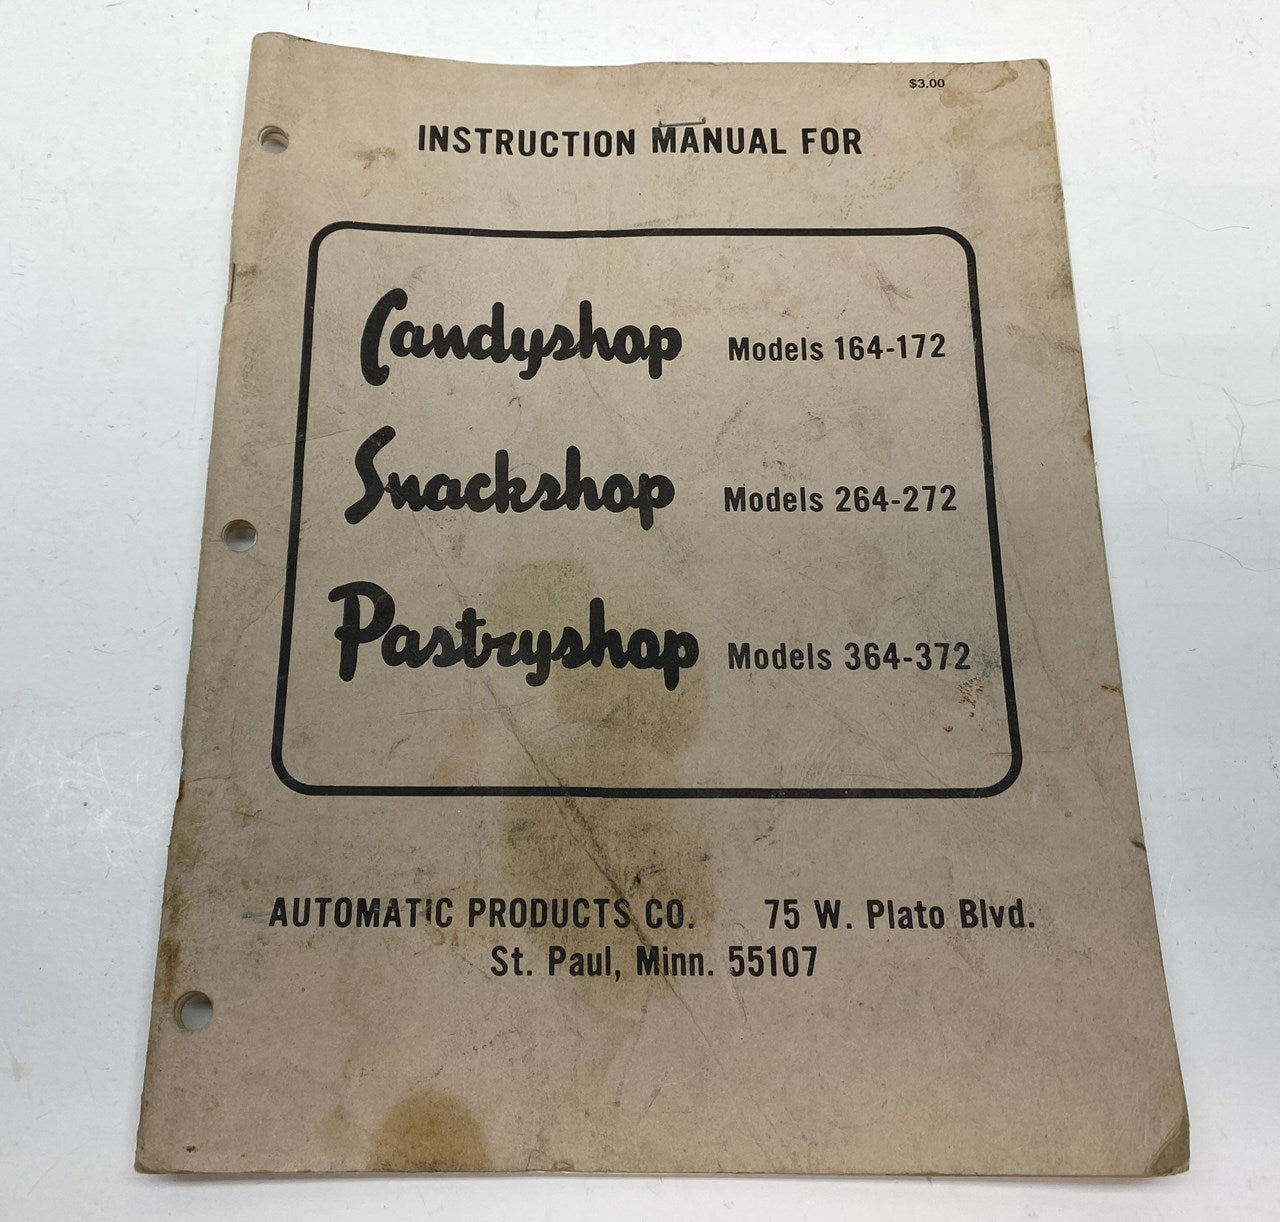 $3.00
INSTRUCTION MANUAL FOR
Candyshop Models 164-172
Snackshop Models 264-272
Pastryshop Models 364-372
AUTOMATIC PRODUCTS CO. 75 W. Plato Blvd.
St. Paul, Minn. 55107